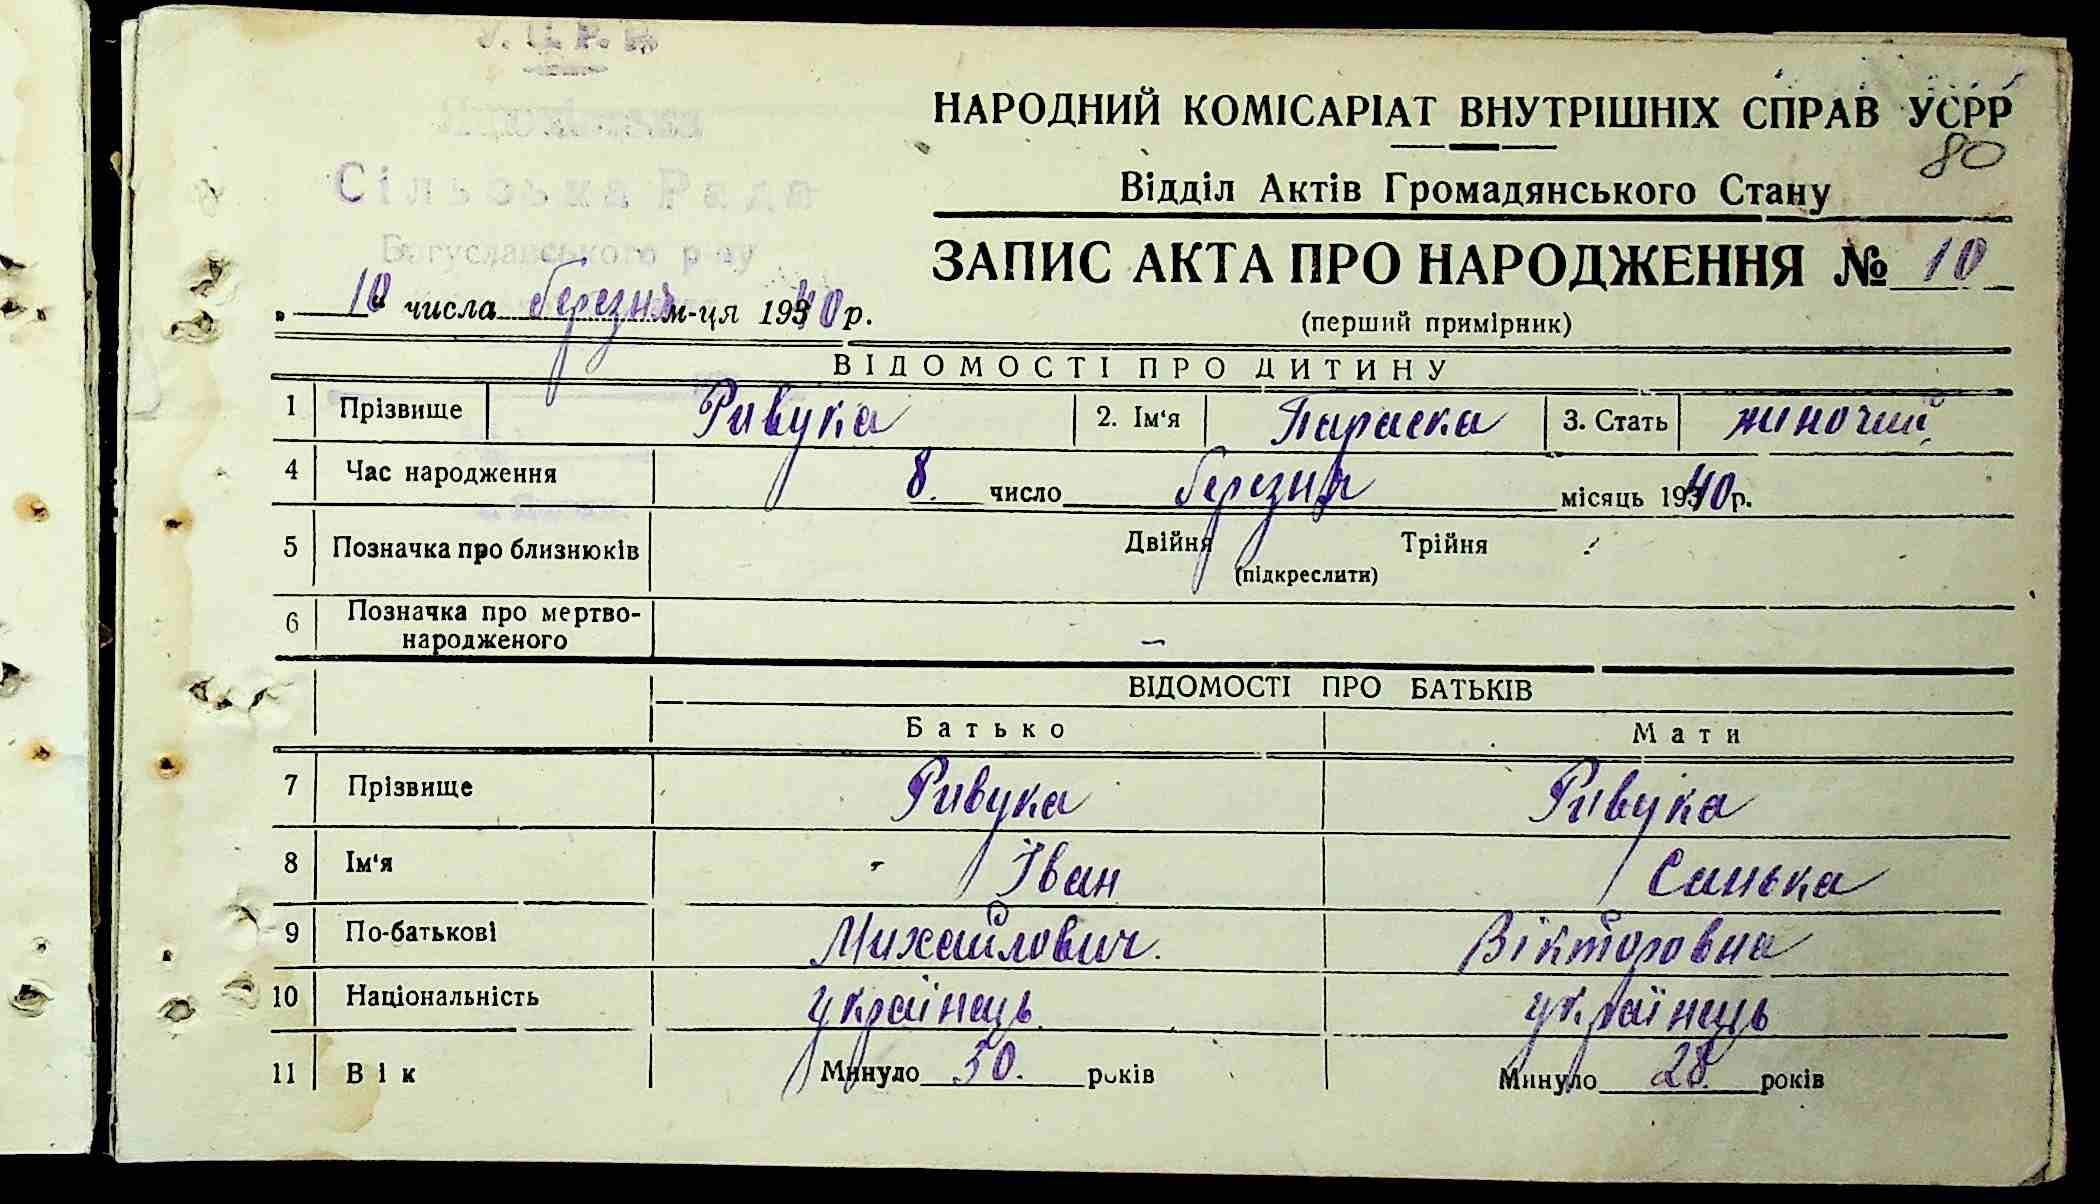 У. С. Р. Р.
Сільська Рада
Богуславського р-ну
НАРОДНИЙ КОМІСАРІАТ ВНУТРІШНІХ СПРАВ УСРР
80
Відділ Актів Громадянського Стану
ЗАПИС АКТА ПРО НАРОДЖЕННЯ № 10
„ 10 " числа березня м-ця 1940 р.
(перший примірник)
ВІДОМОСТІ ПРО ДИТИНУ
1 Прізвище Ривука 2. Ім'я Параска 3. Стать жіночий
4 Час народження 8. число березня місяць 1940 р.
5 Позначка про близнюків Двійня Трійня
(підкреслити)
6 Позначка про мертво-
народженого –
ВІДОМОСТІ ПРО БАТЬКІВ
Батько Мати
7 Прізвище Ривука Ривука
8 Ім'я Іван Санька
9 По-батькові Михайлович. Вікторовна
10 Національність українець українець
11 Вік Минуло 30. років Минуло 28 років